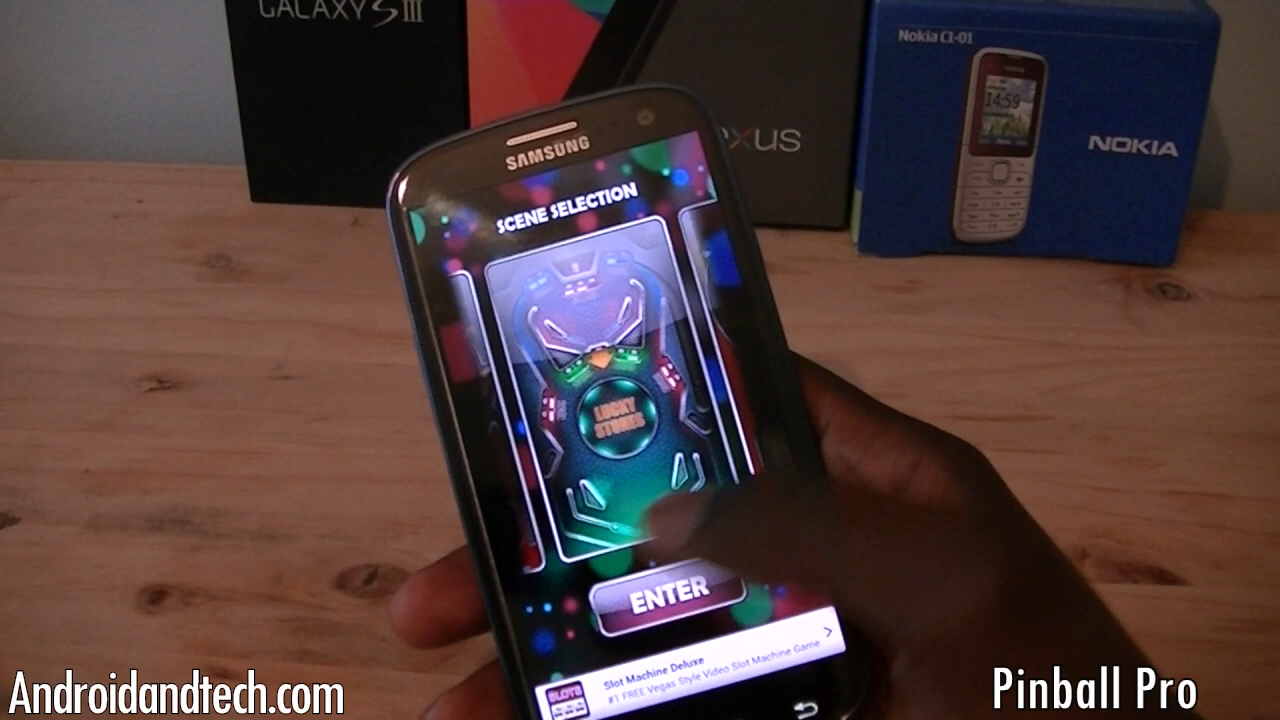 GALAXY SIII
Nokia C1-01
14:59
NOKIA
xus
SAMSUNG
SCENE SELECTION
LUCKY
STONES
ENTER
Slot Machine Deluxe
#1 FREE Vegas Style Video Slot Machine Game
SLOTS
Androidandtech.com
Pinball Pro